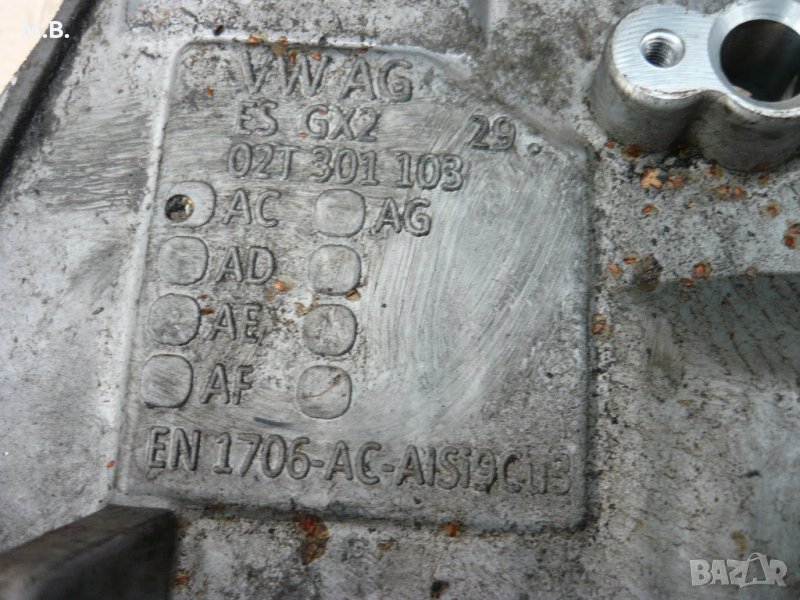 M.B.
VW AG
ES GX2 29.
02T 301 103
AC AG
AD
AE
AF
EN 1706-AC-AlSi9Cu3
BAZAR